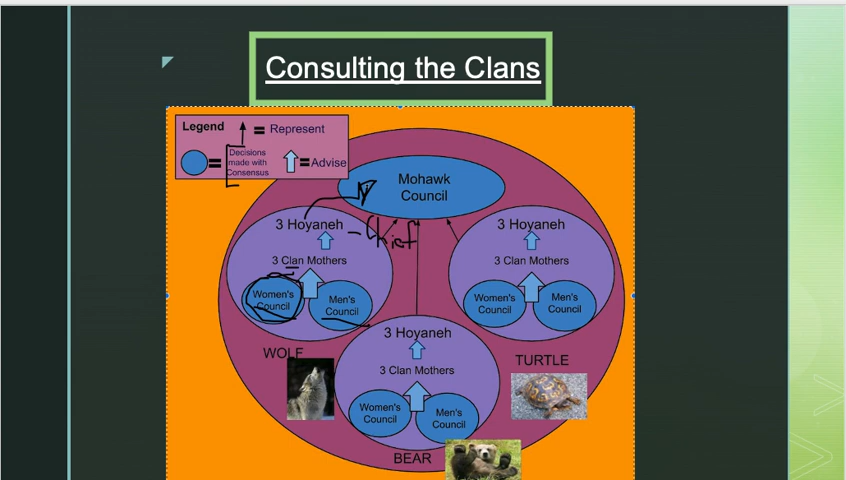 Consulting the Clans
Legend
= Represent
= Decisions
made with
Consensus
= Advise
Mohawk
Council
3 Hoyaneh
- Chief
3 Clan Mothers
Women's
Council
Men's
Council
WOLF
3 Hoyaneh
3 Clan Mothers
Women's
Council
Men's
Council
TURTLE
3 Hoyaneh
3 Clan Mothers
Women's
Council
Men's
Council
BEAR